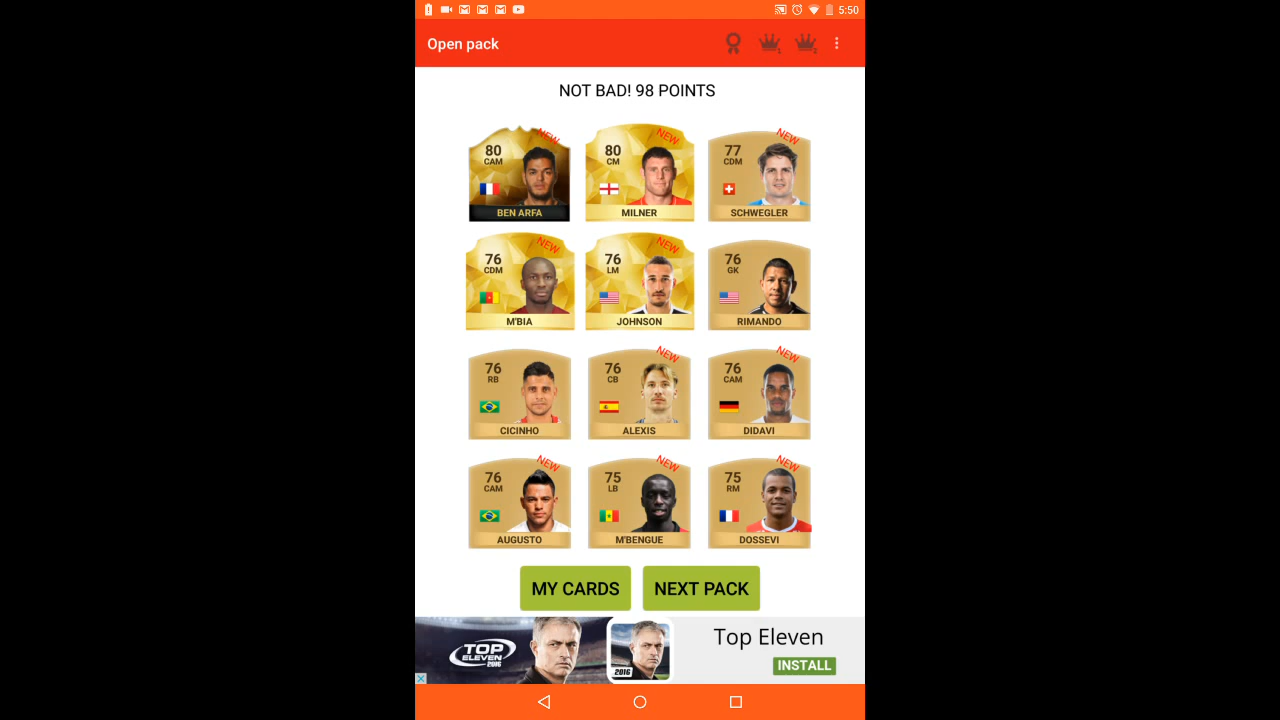 5:50
Open pack
1
2
NOT BAD! 98 POINTS
NEW
80
CAM
BEN ARFA
NEW
80
CM
MILNER
NEW
77
CDM
SCHWEGLER
NEW
76
CDM
M'BIA
NEW
76
LM
JOHNSON
76
GK
RIMANDO
76
RB
CICINHO
NEW
76
CB
ALEXIS
NEW
76
CAM
DIDAVI
NEW
76
CAM
AUGUSTO
NEW
75
LB
M'BENGUE
NEW
75
RM
DOSSEVI
MY CARDS
NEXT PACK
TOP
ELEVEN
2016
2016
Top Eleven
INSTALL